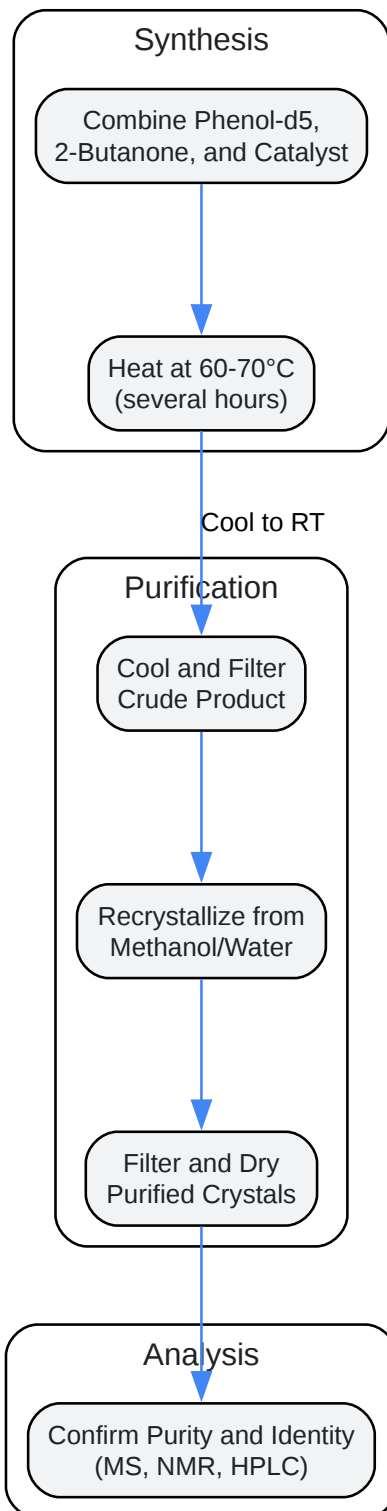 Synthesis
Combine Phenol-d5,
2-Butanone, and Catalyst
Heat at 60-70°C
(several hours)
Cool to RT
Purification
Cool and Filter
Crude Product
Recrystallize from
Methanol/Water
Filter and Dry
Purified Crystals
Analysis
Confirm Purity and Identity
(MS, NMR, HPLC)